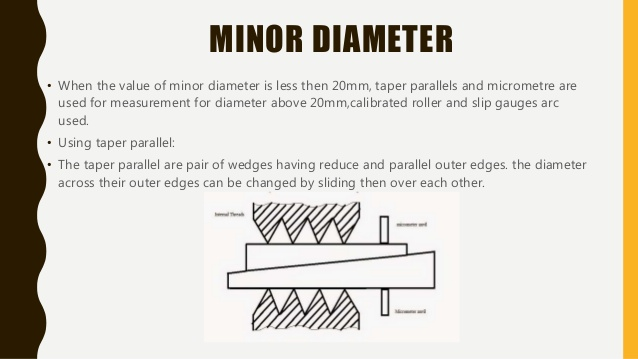 MINOR DIAMETER
• When the value of minor diameter is less then 20mm, taper parallels and micrometre are
used for measurement for diameter above 20mm,calibrated roller and slip gauges arc
used.
• Using taper parallel:
• The taper parallel are pair of wedges having reduce and parallel outer edges. the diameter
across their outer edges can be changed by sliding then over each other.
Internal Threads
micrometer anvil
Micrometer anvil